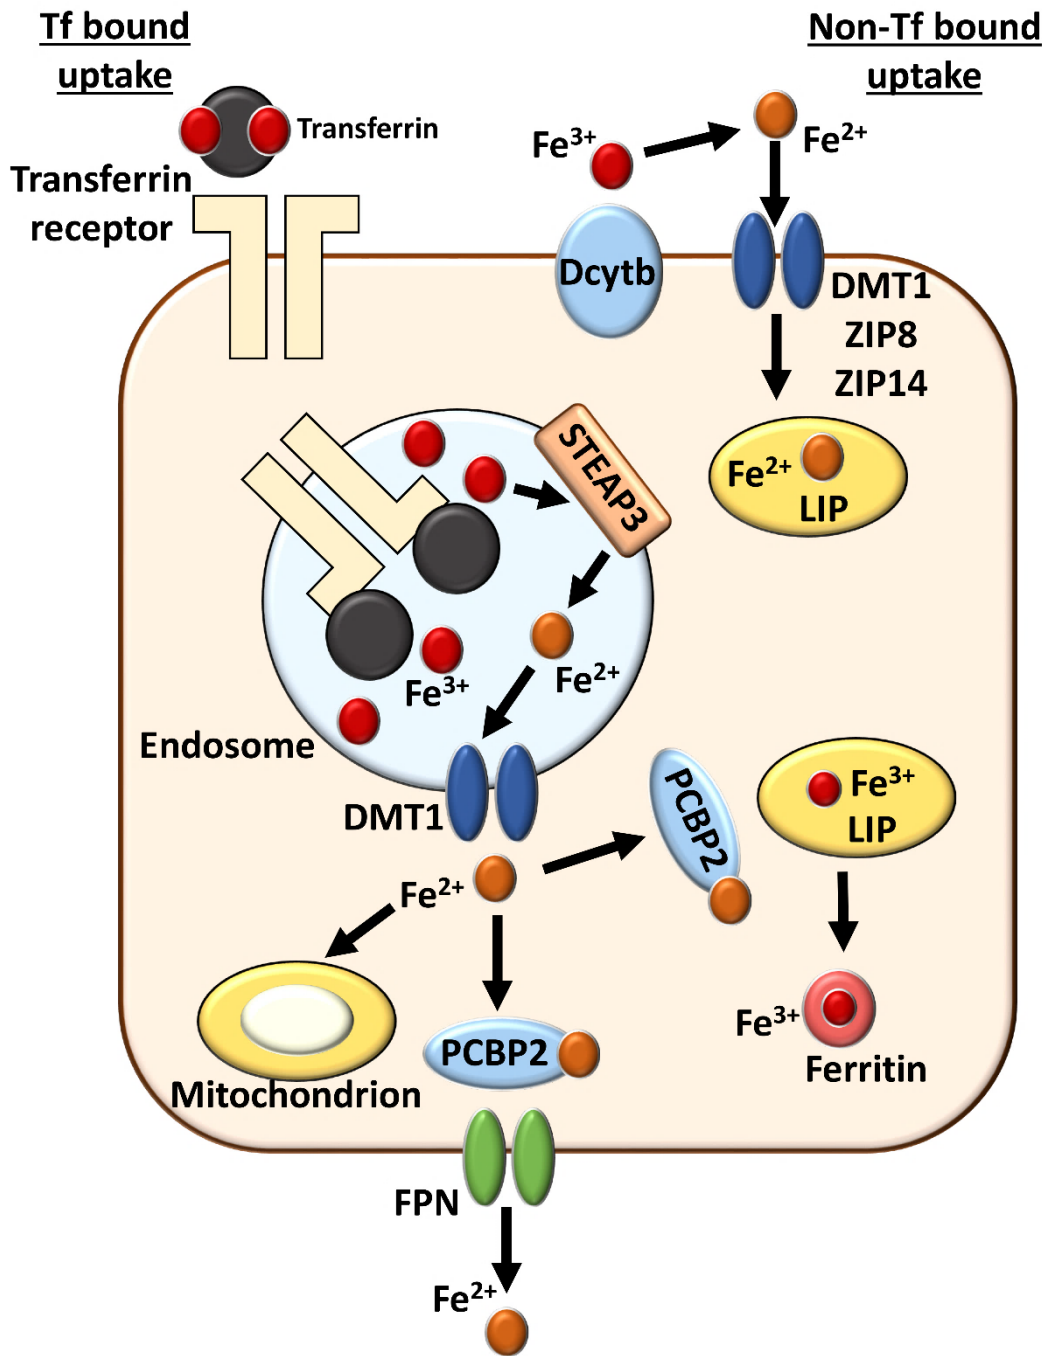 Tf bound
uptake
Non-Tf bound
uptake
Transferrin
Transferrin
receptor
Fe³⁺
Fe²⁺
Dcytb
DMT1
ZIP8
ZIP14
STEAP3
Fe²⁺
LIP
Fe³⁺
Fe²⁺
Endosome
DMT1
PCBP2
Fe³⁺
LIP
Fe²⁺
Mitochondrion
PCBP2
Fe³⁺
Ferritin
FPN
Fe²⁺